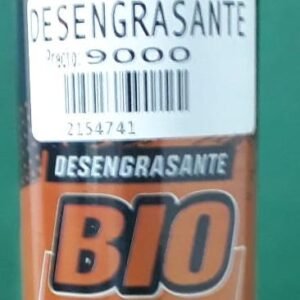 DESENGRASANTE
Precio: 9000
2154741
DESENGRASANTE
BIO